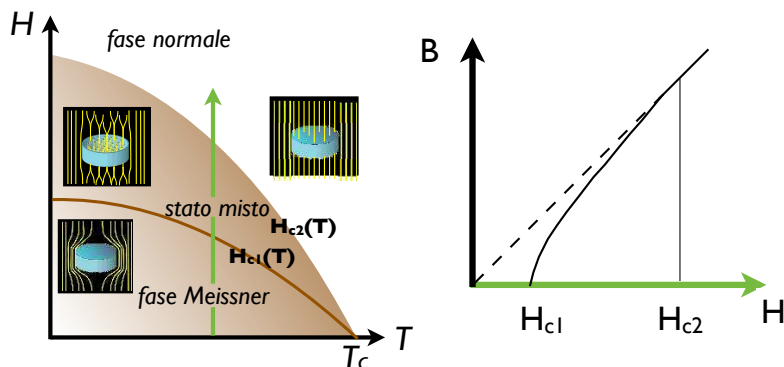 H
fase normale
stato misto
Hc2(T)
Hc1(T)
fase Meissner
Tc
T
B
Hc1
Hc2
H